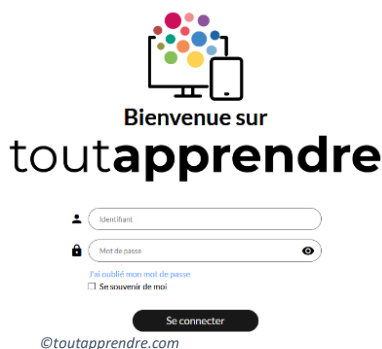 Bienvenue sur
toutapprendre
Identifiant
Mot de passe
J'ai oublié mon mot de passe
Se souvenir de moi
Se connecter
©toutapprendre.com